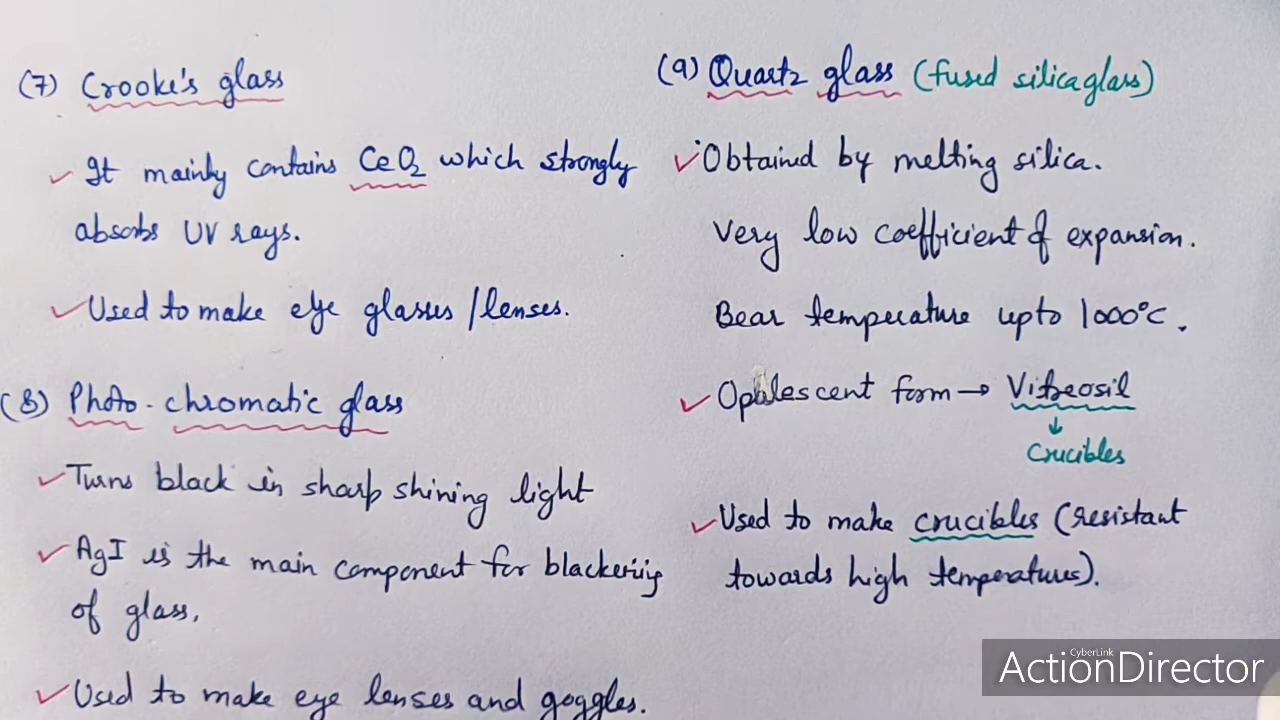 (7) Crooke's glass
It mainly contains CeO2 which strongly
absorbs UV rays.
Used to make eye glasses/lenses.
(8) Photo-chromatic glass
Turns black in sharp shining light
AgI is the main component for blackening
of glass.
Used to make eye lenses and goggles.
(9) Quartz glass (fused silica glass)
Obtained by melting silica.
Very low coefficient of expansion.
Bear temperature upto 1000°C.
Opalescent form → Vitreosil
↓
Crucibles
Used to make crucibles (resistant
towards high temperatures).
CyberLink
ActionDirector